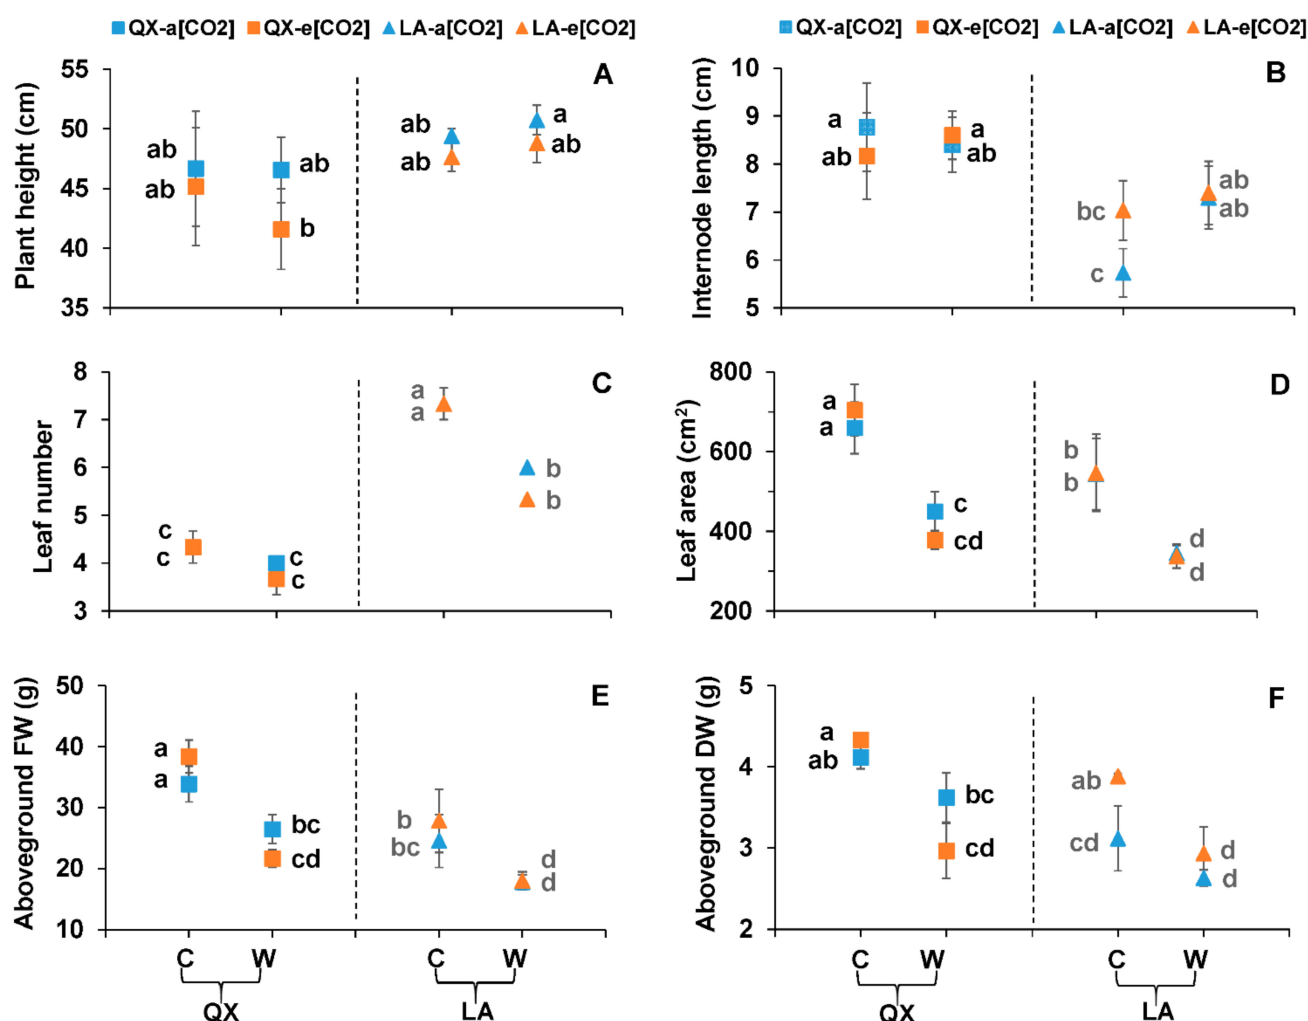 QX-a[CO2] QX-e[CO2] LA-a[CO2] LA-e[CO2]
QX-a[CO2] QX-e[CO2] LA-a[CO2] LA-e[CO2]
A
Plant height (cm)
55
50
45
40
35
ab
ab
ab
b
ab
ab
a
ab
B
Internode length (cm)
10
9
8
7
6
5
a
ab
a
ab
bc
c
ab
ab
C
Leaf number
8
7
6
5
4
3
c
c
c
c
a
a
b
b
D
Leaf area (cm²)
800
600
400
200
a
a
c
cd
b
b
d
d
E
Aboveground FW (g)
50
40
30
20
10
a
a
bc
cd
b
bc
d
d
C W C W
QX LA
F
Aboveground DW (g)
5
4
3
2
a
ab
bc
cd
ab
cd
d
d
C W C W
QX LA